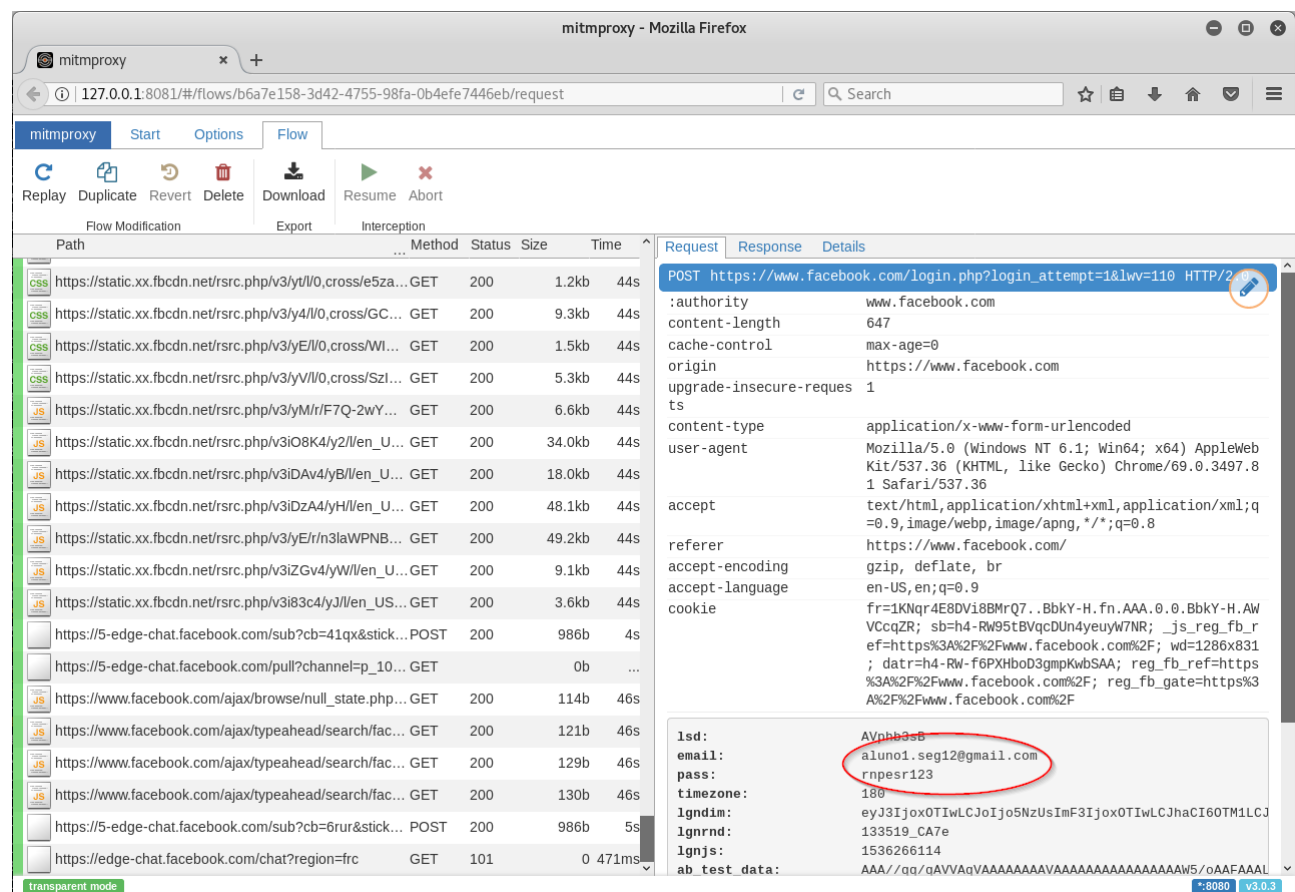 mitmproxy - Mozilla Firefox
mitmproxy
127.0.0.1:8081/#/flows/b6a7e158-3d42-4755-98fa-0b4efe7446eb/request
Search
mitmproxy Start Options Flow
Replay Duplicate Revert Delete Download Resume Abort
Flow Modification Export Interception
Path ... Method Status Size Time
https://static.xx.fbcdn.net/rsrc.php/v3/yt/l/0,cross/e5za... GET 200 1.2kb 44s
https://static.xx.fbcdn.net/rsrc.php/v3/y4/l/0,cross/GC... GET 200 9.3kb 44s
https://static.xx.fbcdn.net/rsrc.php/v3/yE/l/0,cross/WI... GET 200 1.5kb 44s
https://static.xx.fbcdn.net/rsrc.php/v3/yV/l/0,cross/SzI... GET 200 5.3kb 44s
https://static.xx.fbcdn.net/rsrc.php/v3/yM/r/F7Q-2wY... GET 200 6.6kb 44s
https://static.xx.fbcdn.net/rsrc.php/v3iO8K4/y2/l/en_U... GET 200 34.0kb 44s
https://static.xx.fbcdn.net/rsrc.php/v3iDAv4/yB/l/en_U... GET 200 18.0kb 44s
https://static.xx.fbcdn.net/rsrc.php/v3iDzA4/yH/l/en_U... GET 200 48.1kb 44s
https://static.xx.fbcdn.net/rsrc.php/v3/yE/r/n3laWPNB... GET 200 49.2kb 44s
https://static.xx.fbcdn.net/rsrc.php/v3iZGv4/yW/l/en_U... GET 200 9.1kb 44s
https://static.xx.fbcdn.net/rsrc.php/v3i83c4/yJ/l/en_US... GET 200 3.6kb 44s
https://5-edge-chat.facebook.com/sub?cb=41qx&stick... POST 200 986b 4s
https://5-edge-chat.facebook.com/pull?channel=p_10... GET 0b ...
https://www.facebook.com/ajax/browse/null_state.php... GET 200 114b 46s
https://www.facebook.com/ajax/typeahead/search/fac... GET 200 121b 46s
https://www.facebook.com/ajax/typeahead/search/fac... GET 200 129b 46s
https://www.facebook.com/ajax/typeahead/search/fac... GET 200 130b 46s
https://5-edge-chat.facebook.com/sub?cb=6rur&stick... POST 200 986b 5s
https://edge-chat.facebook.com/chat?region=frc GET 101 0 471ms
Request Response Details
POST https://www.facebook.com/login.php?login_attempt=1&lwv=110 HTTP/2.0
:authority www.facebook.com
content-length 647
cache-control max-age=0
origin https://www.facebook.com
upgrade-insecure-reques 1
ts
content-type application/x-www-form-urlencoded
user-agent Mozilla/5.0 (Windows NT 6.1; Win64; x64) AppleWeb
Kit/537.36 (KHTML, like Gecko) Chrome/69.0.3497.8
1 Safari/537.36
accept text/html,application/xhtml+xml,application/xml;q
=0.9,image/webp,image/apng,*/*;q=0.8
referer https://www.facebook.com/
accept-encoding gzip, deflate, br
accept-language en-US,en;q=0.9
cookie fr=1KNqr4E8DVi8BMrQ7..BbkY-H.fn.AAA.0.0.BbkY-H.AW
VCcqZR; sb=h4-RW95tBVqcDUn4yeuyW7NR; _js_reg_fb_r
ef=https%3A%2F%2Fwww.facebook.com%2F; wd=1286x831
; datr=h4-RW-f6PXHboD3gmpKwbSAA; reg_fb_ref=https
%3A%2F%2Fwww.facebook.com%2F; reg_fb_gate=https%3
A%2F%2Fwww.facebook.com%2F
lsd: AVphb3sB
email: aluno1.seg12@gmail.com
pass: rnpesr123
timezone: 180
lgndim: eyJ3IjoxOTIwLCJoIjo5NzUsImF3IjoxOTIwLCJhaCI6OTM1LCJ
lgnrnd: 133519_CA7e
lgnjs: 1536266114
ab_test_data:
transparent mode *:8080 v3.0.3